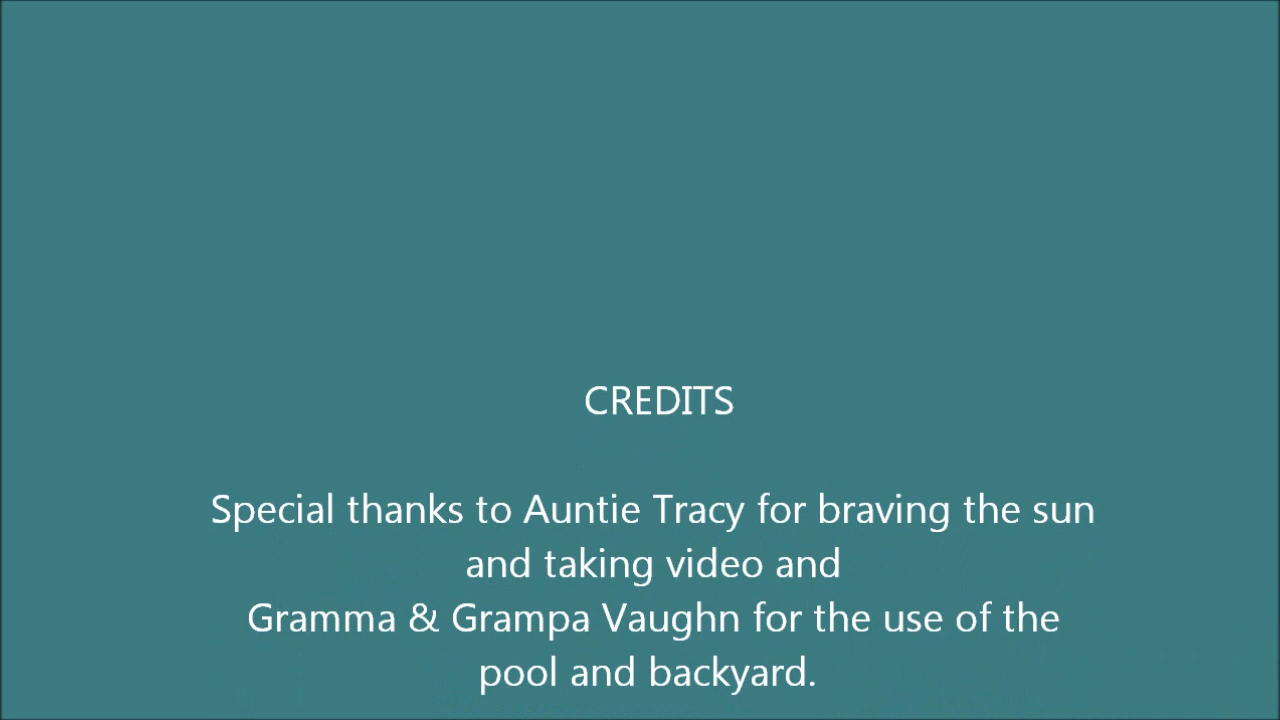 CREDITS
Special thanks to Auntie Tracy for braving the sun
and taking video and
Gramma & Grampa Vaughn for the use of the
pool and backyard.